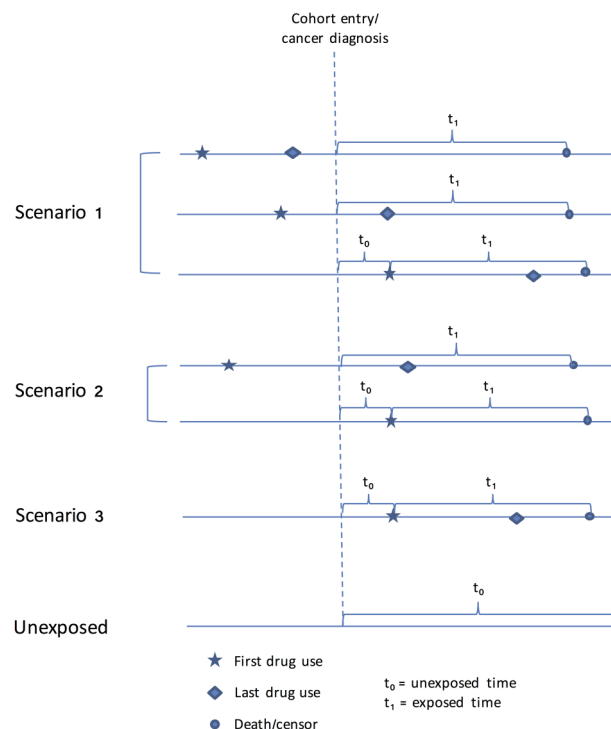 Cohort entry/
cancer diagnosis
t₁
t₁
Scenario 1
t₀ t₁
t₁
Scenario 2
t₀ t₁
t₀ t₁
Scenario 3
t₀
Unexposed
First drug use
Last drug use
Death/censor
t₀ = unexposed time
t₁ = exposed time